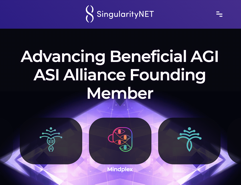 SingularityNET
Advancing Beneficial AGI
ASI Alliance Founding
Member
Mindplex